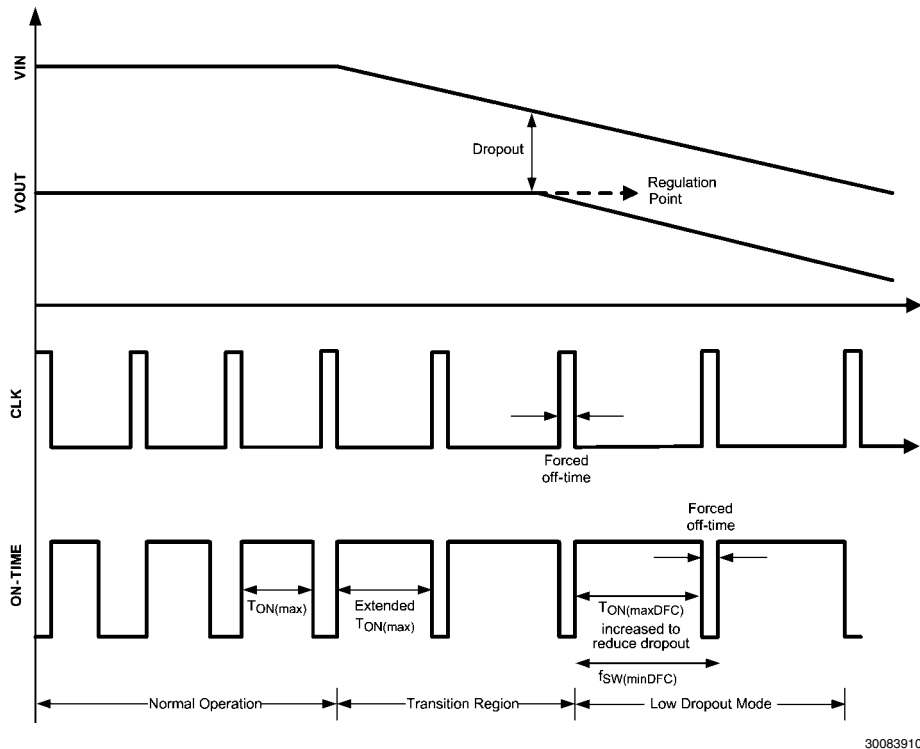 VIN
Dropout
VOUT
Regulation
Point
CLK
Forced
off-time
Forced
off-time
ON-TIME
TON(max)
Extended
TON(max)
TON(maxDFC)
increased to
reduce dropout
fSW(minDFC)
Normal Operation
Transition Region
Low Dropout Mode
30083910